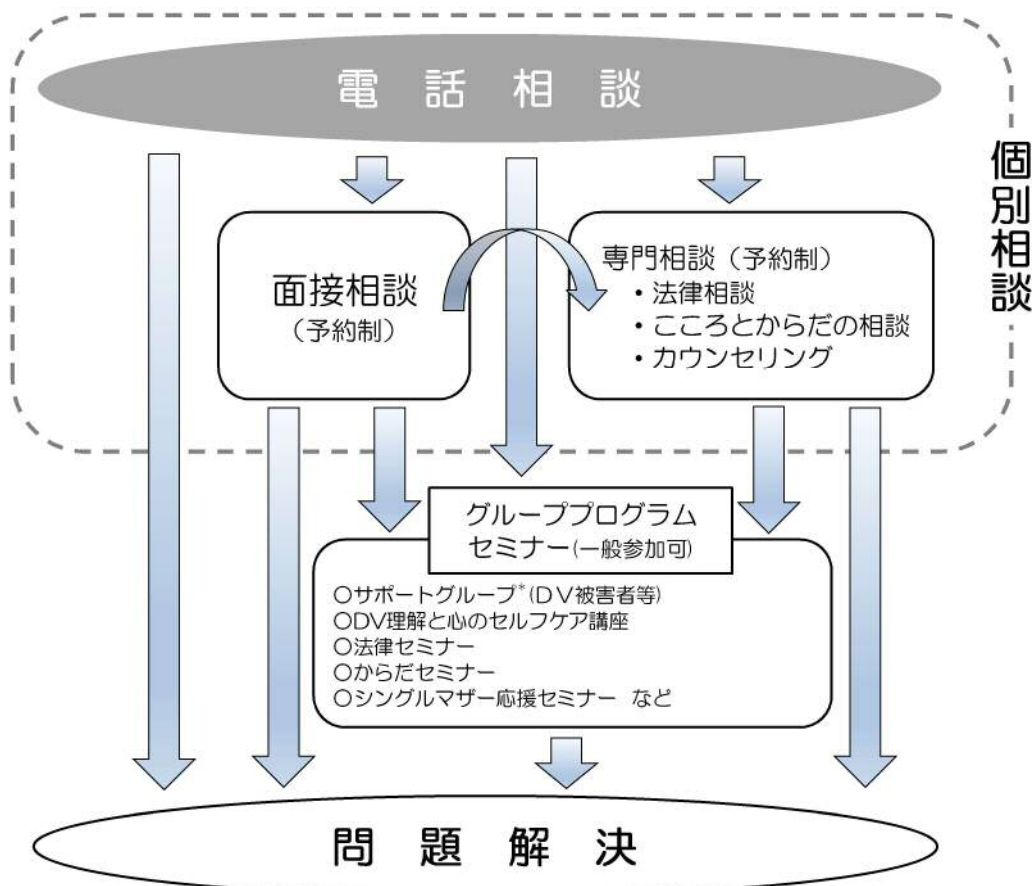 電話相談
個別相談
面接相談
(予約制)
専門相談(予約制)
・法律相談
・こころとからだの相談
・カウンセリング
グループプログラム
セミナー(一般参加可)
○サポートグループ*(DV被害者等)
○DV理解と心のセルフケア講座
○法律セミナー
○からだセミナー
○シングルマザー応援セミナー など
問題解決